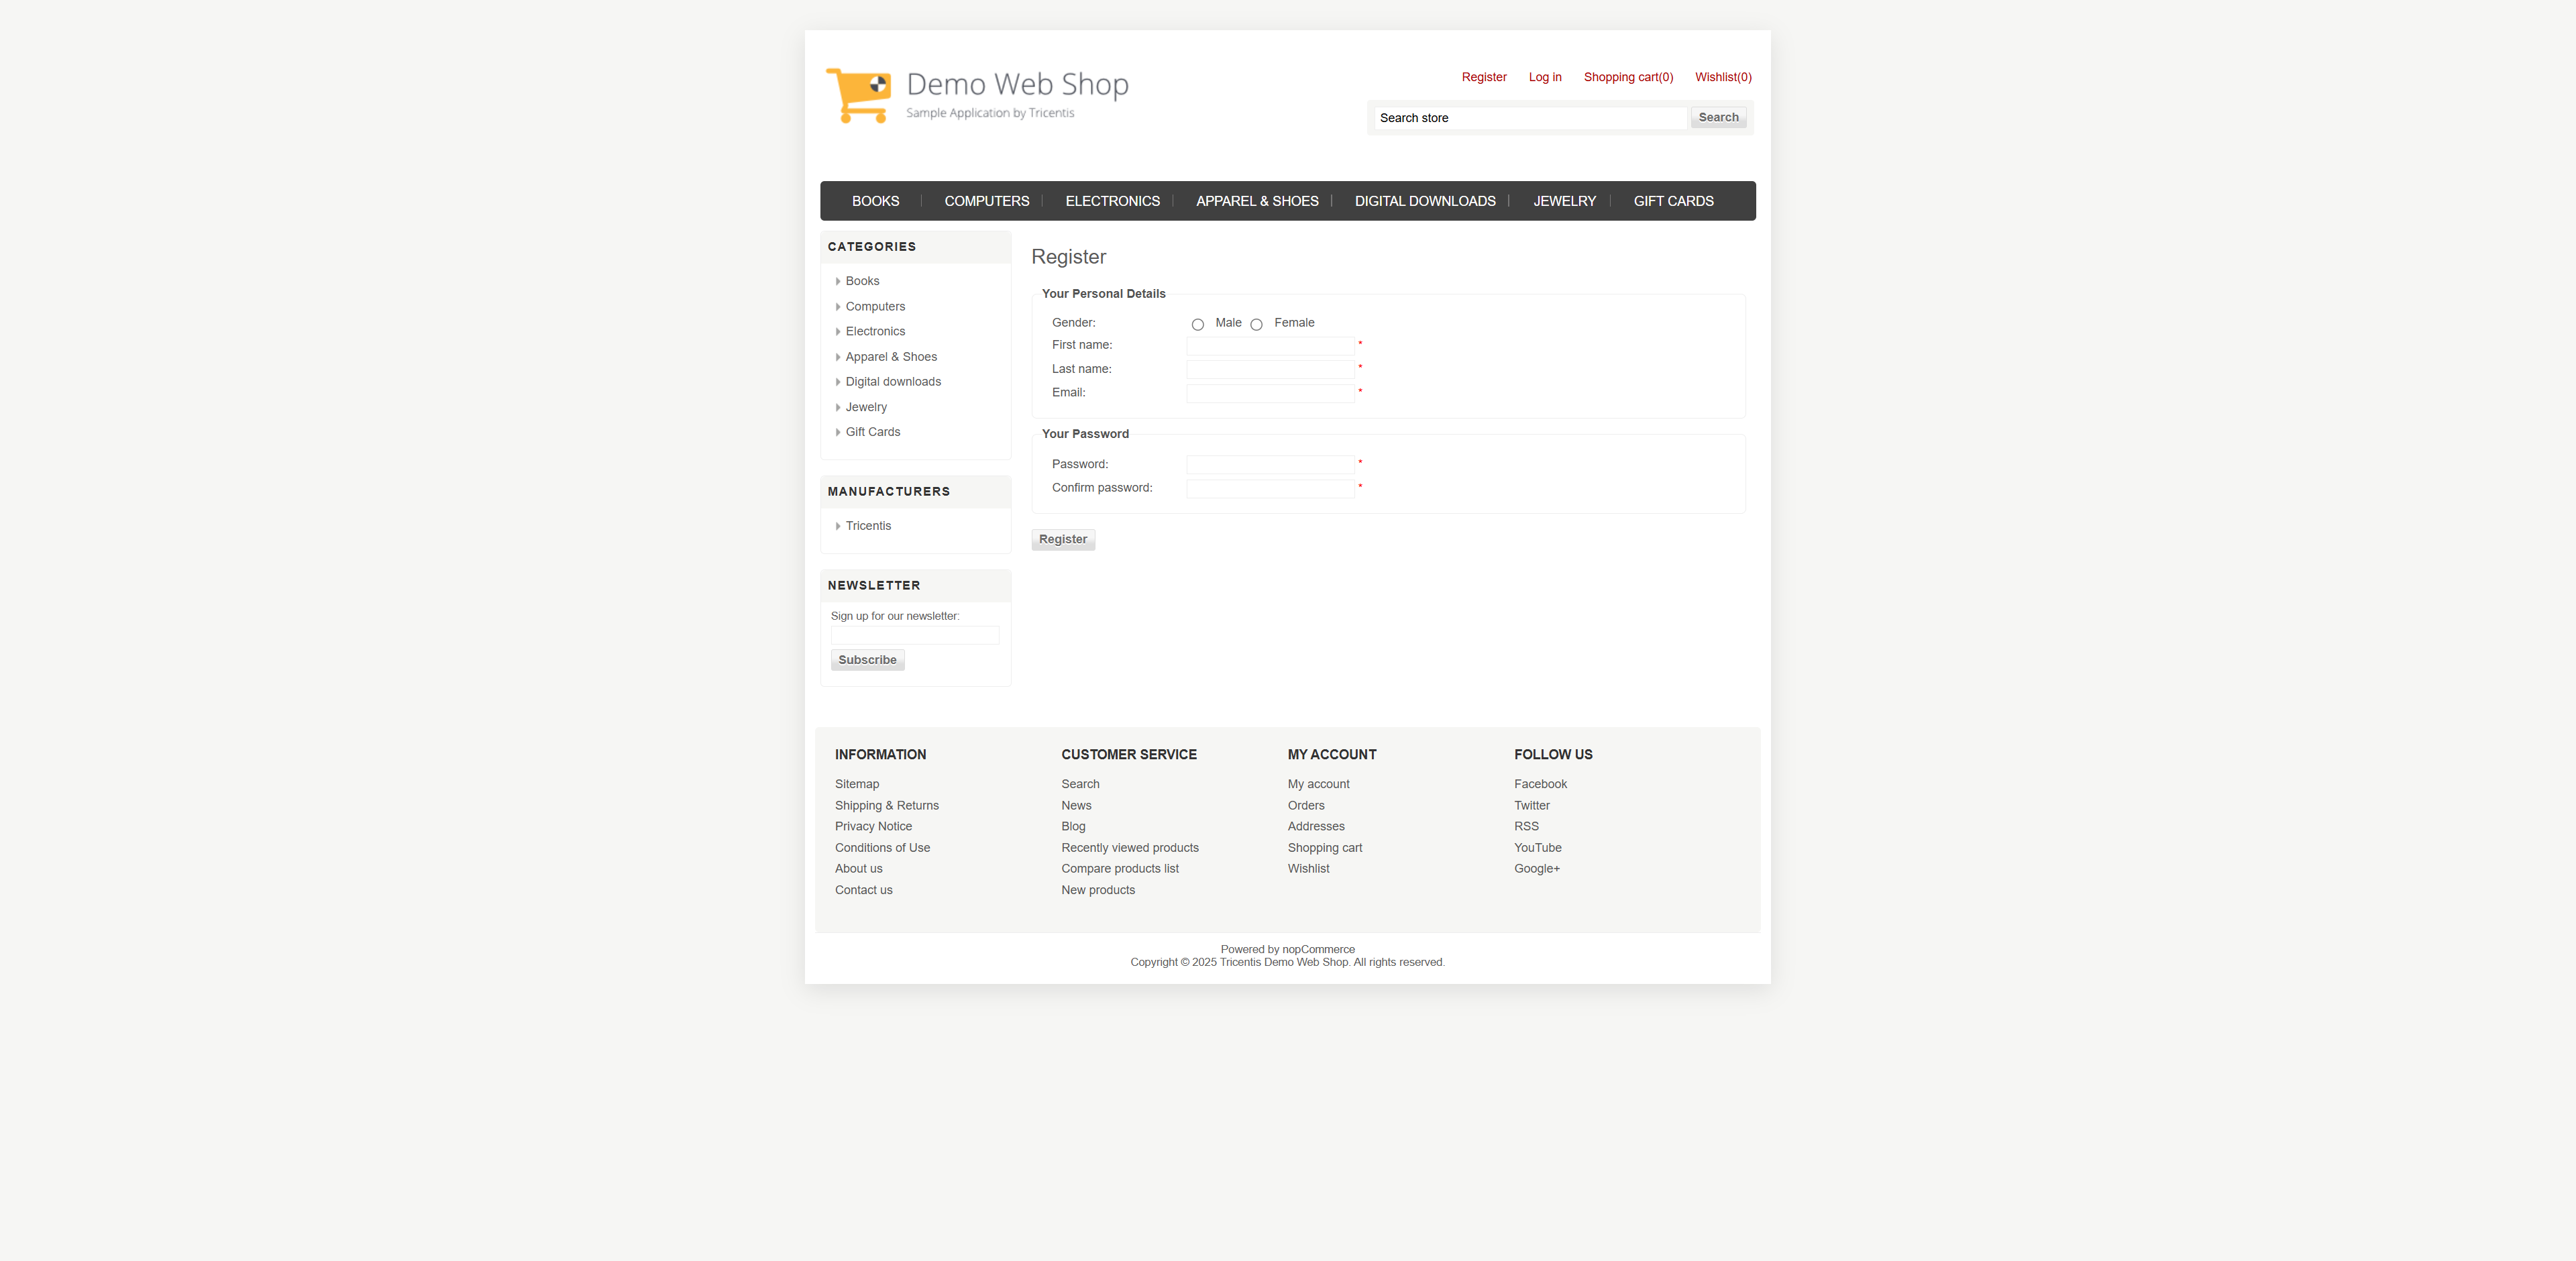 Demo Web Shop
Sample Application by Tricentis
Register Log in Shopping cart(0) Wishlist(0)
Search store Search
BOOKS COMPUTERS ELECTRONICS APPAREL & SHOES DIGITAL DOWNLOADS JEWELRY GIFT CARDS
CATEGORIES
Books
Computers
Electronics
Apparel & Shoes
Digital downloads
Jewelry
Gift Cards
MANUFACTURERS
Tricentis
NEWSLETTER
Sign up for our newsletter:
Subscribe
Register
Your Personal Details
Gender: Male Female
First name: *
Last name: *
Email: *
Your Password
Password: *
Confirm password: *
Register
INFORMATION
Sitemap
Shipping & Returns
Privacy Notice
Conditions of Use
About us
Contact us
CUSTOMER SERVICE
Search
News
Blog
Recently viewed products
Compare products list
New products
MY ACCOUNT
My account
Orders
Addresses
Shopping cart
Wishlist
FOLLOW US
Facebook
Twitter
RSS
YouTube
Google+
Powered by nopCommerce
Copyright © 2025 Tricentis Demo Web Shop. All rights reserved.